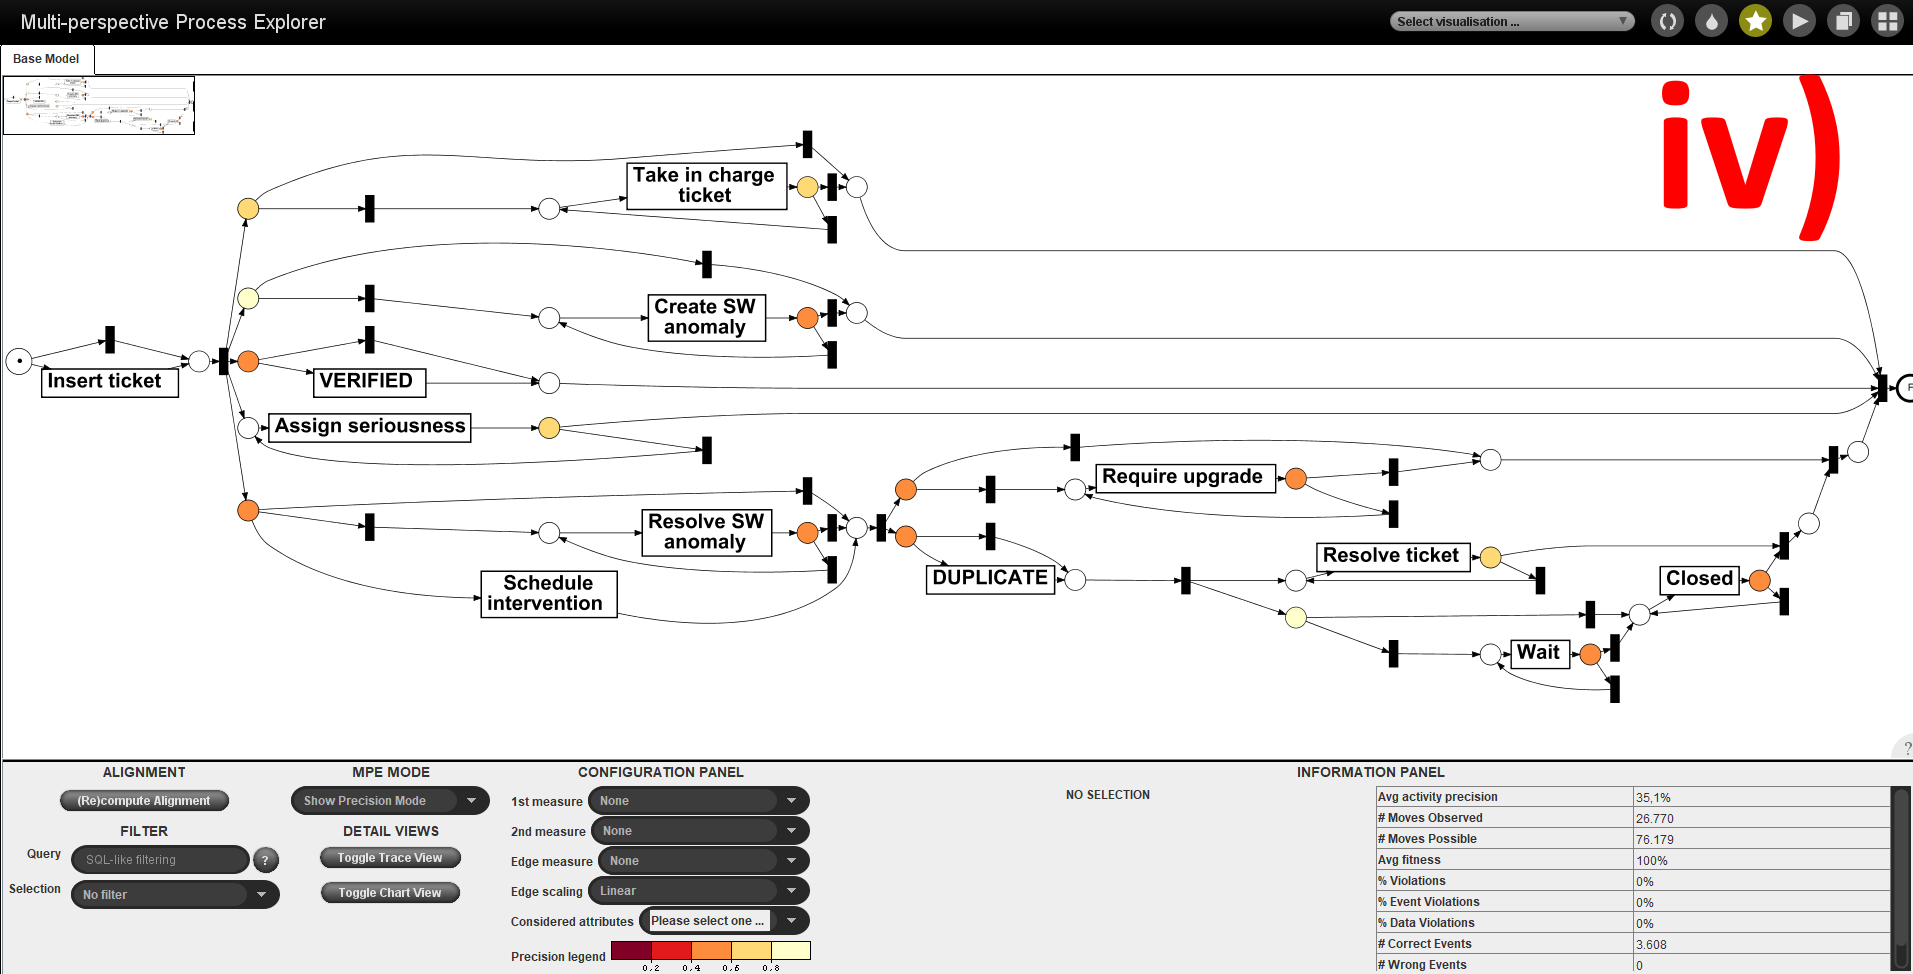 Multi-perspective Process Explorer
Select visualisation ...
Base Model
iv)
Take in charge
ticket
Create SW
anomaly
Insert ticket
VERIFIED
F
Assign seriousness
Require upgrade
Resolve SW
anomaly
Resolve ticket
DUPLICATE
Closed
Schedule
intervention
Wait
?
ALIGNMENT
(Re)compute Alignment
FILTER
Query
SQL-like filtering
?
Selection
No filter
MPE MODE
Show Precision Mode
DETAIL VIEWS
Toggle Trace View
Toggle Chart View
CONFIGURATION PANEL
1st measure
None
2nd measure
None
Edge measure
None
Edge scaling
Linear
Considered attributes
Please select one ...
Precision legend
0,2 0,4 0,6 0,8
NO SELECTION
INFORMATION PANEL
Avg activity precision 35,1%
# Moves Observed 26.770
# Moves Possible 76.179
Avg fitness 100%
% Violations 0%
% Event Violations 0%
% Data Violations 0%
# Correct Events 3.608
# Wrong Events 0